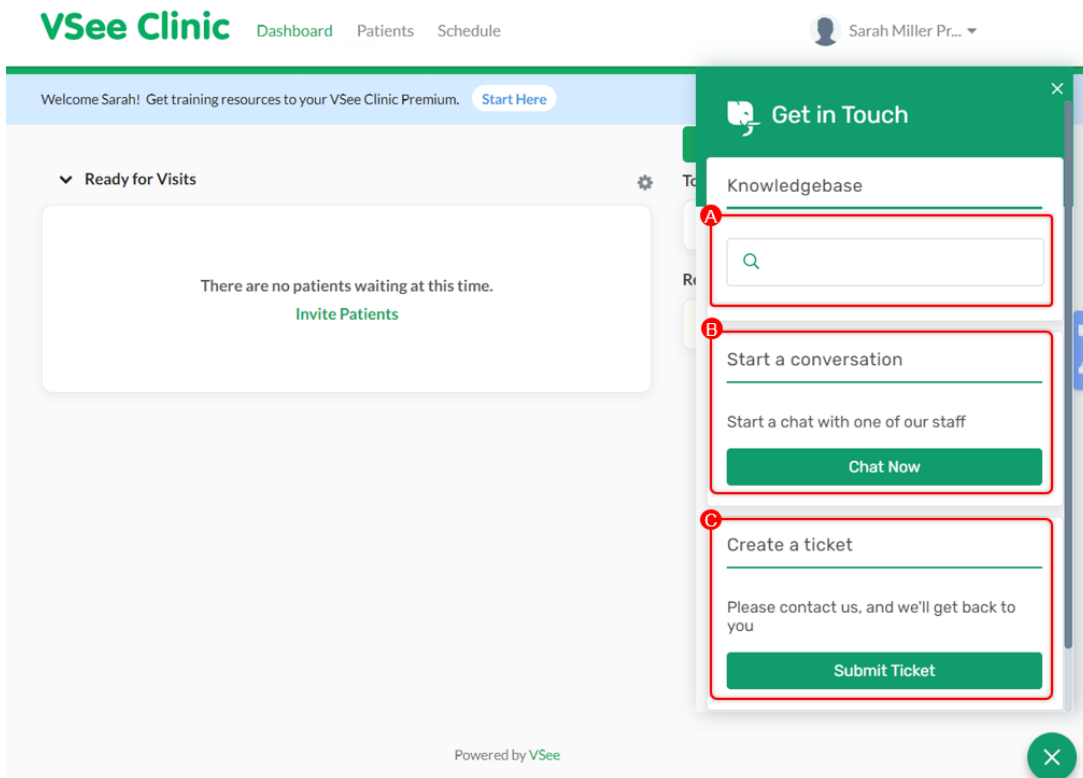 VSee Clinic Dashboard Patients Schedule Sarah Miller Pr...
Welcome Sarah! Get training resources to your VSee Clinic Premium. Start Here
Get in Touch
Ready for Visits
There are no patients waiting at this time.
Invite Patients
Knowledgebase
A
B
Start a conversation
Start a chat with one of our staff
Chat Now
C
Create a ticket
Please contact us, and we'll get back to
you
Submit Ticket
Powered by VSee